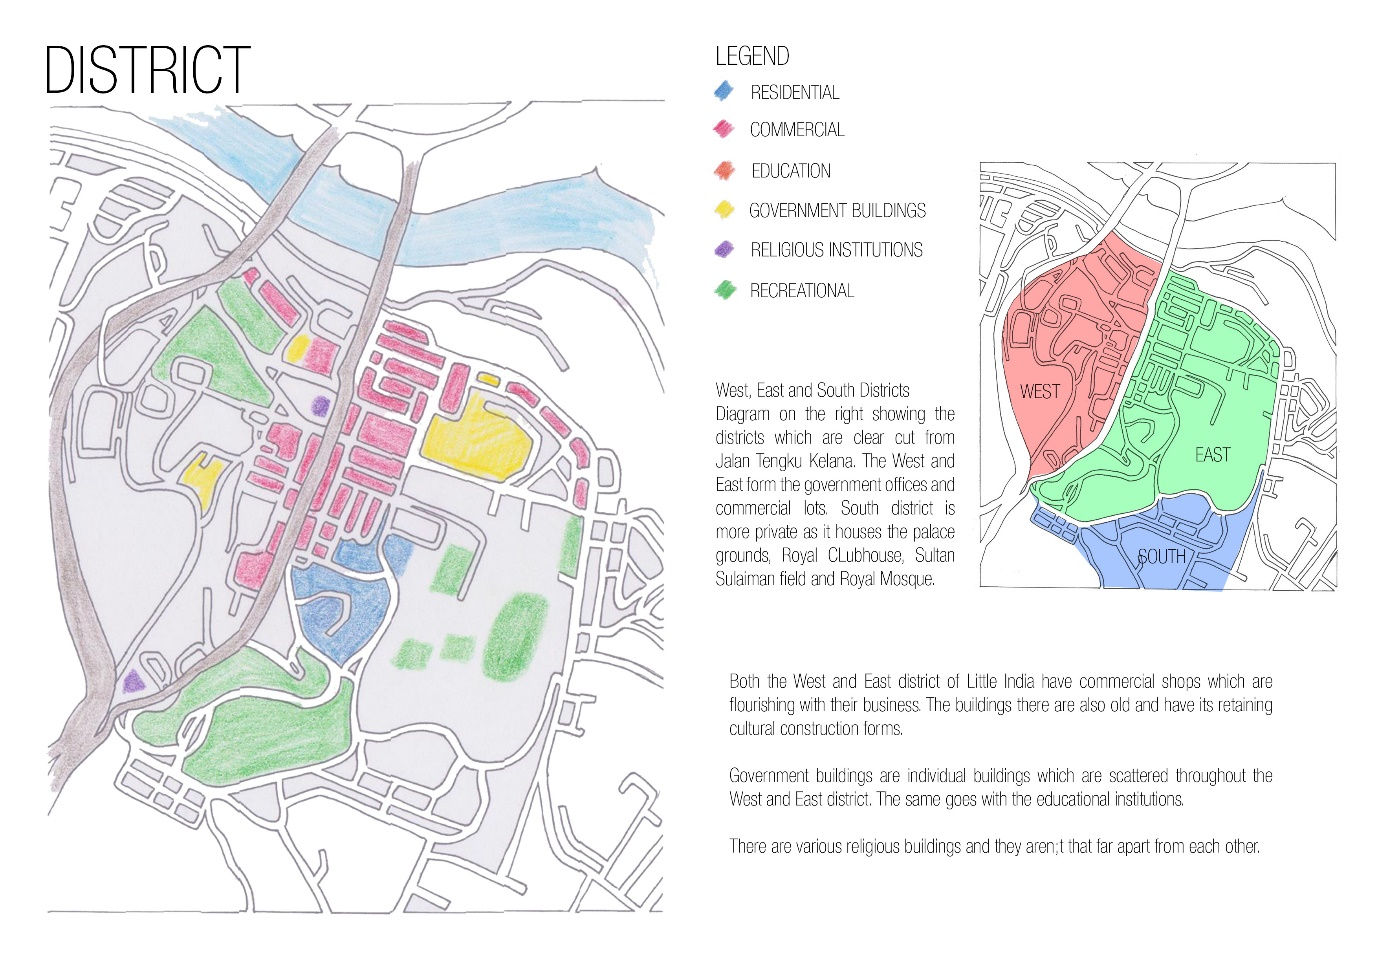 DISTRICT
LEGEND
RESIDENTIAL
COMMERCIAL
EDUCATION
GOVERNMENT BUILDINGS
RELIGIOUS INSTITUTIONS
RECREATIONAL
West, East and South Districts
Diagram on the right showing the
districts which are clear cut from
Jalan Tengku Kelana. The West and
East form the government offices and
commercial lots. South district is
more private as it houses the palace
grounds, Royal CLubhouse, Sultan
Sulaiman field and Royal Mosque.
WEST
EAST
SOUTH
Both the West and East district of Little India have commercial shops which are
flourishing with their business. The buildings there are also old and have its retaining
cultural construction forms.
Government buildings are individual buildings which are scattered throughout the
West and East district. The same goes with the educational institutions.
There are various religious buildings and they aren;t that far apart from each other.